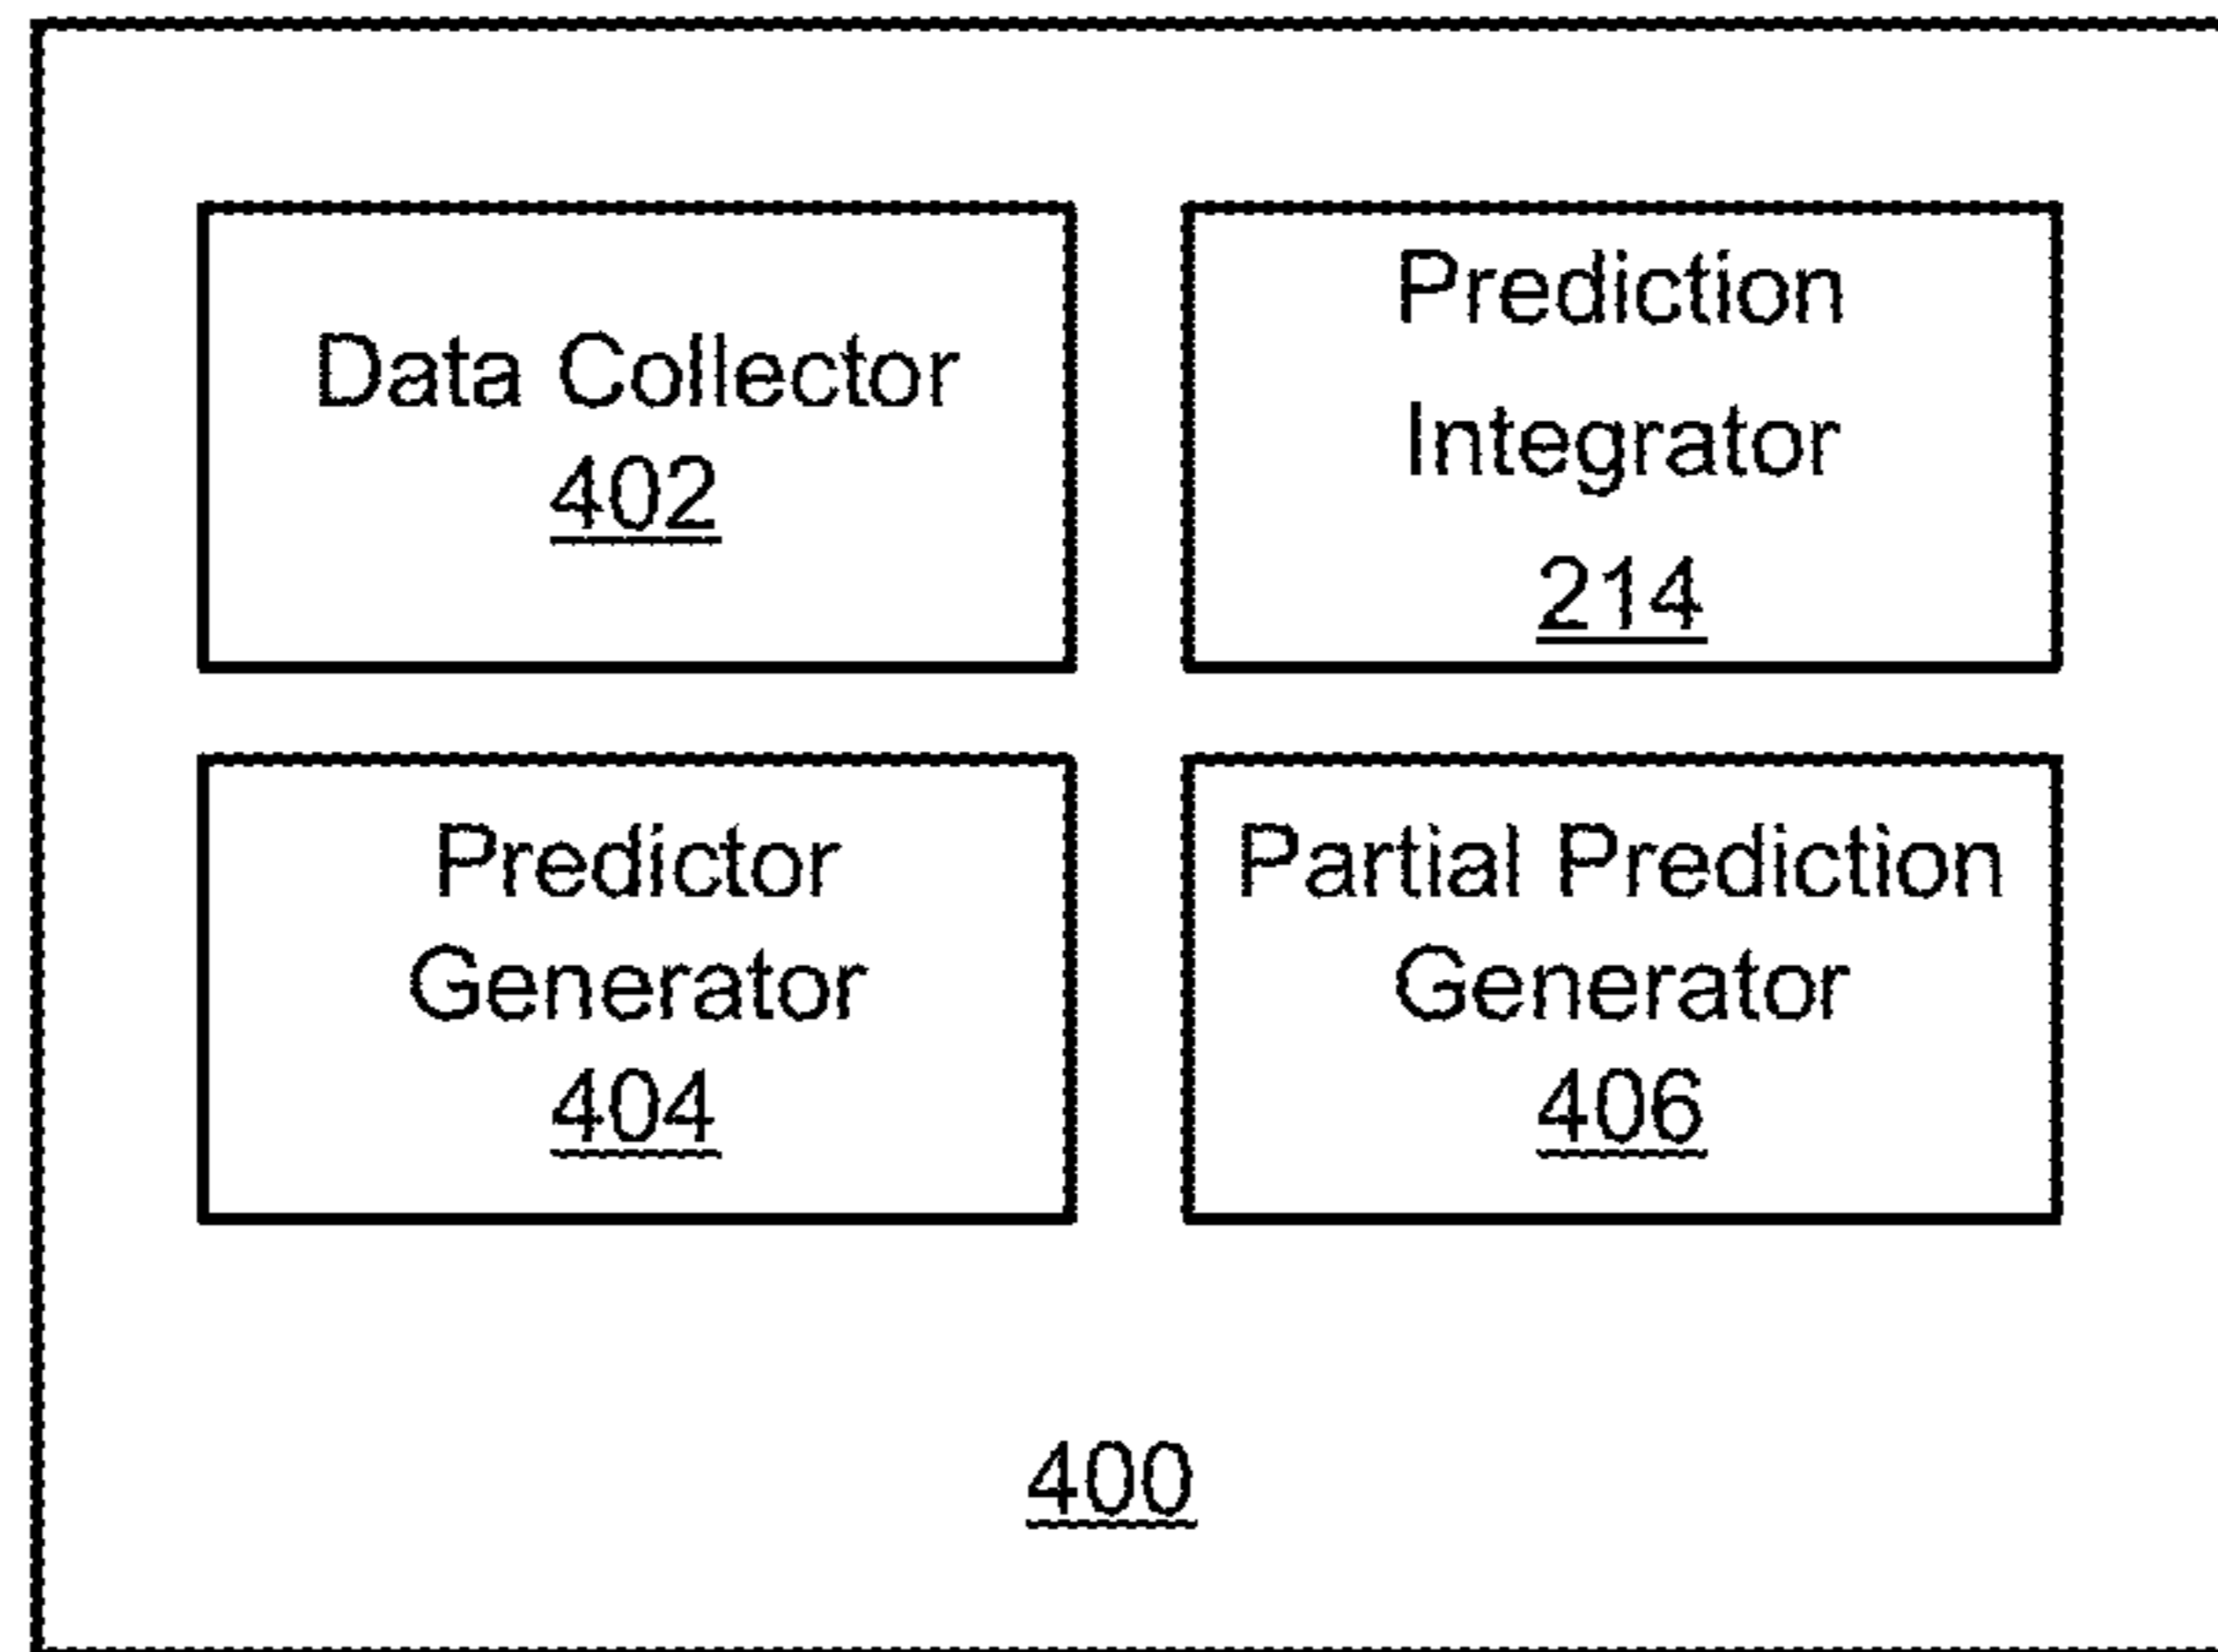 Data Collector
402
Prediction
Integrator
214
Predictor
Generator
404
Partial Prediction
Generator
406
400